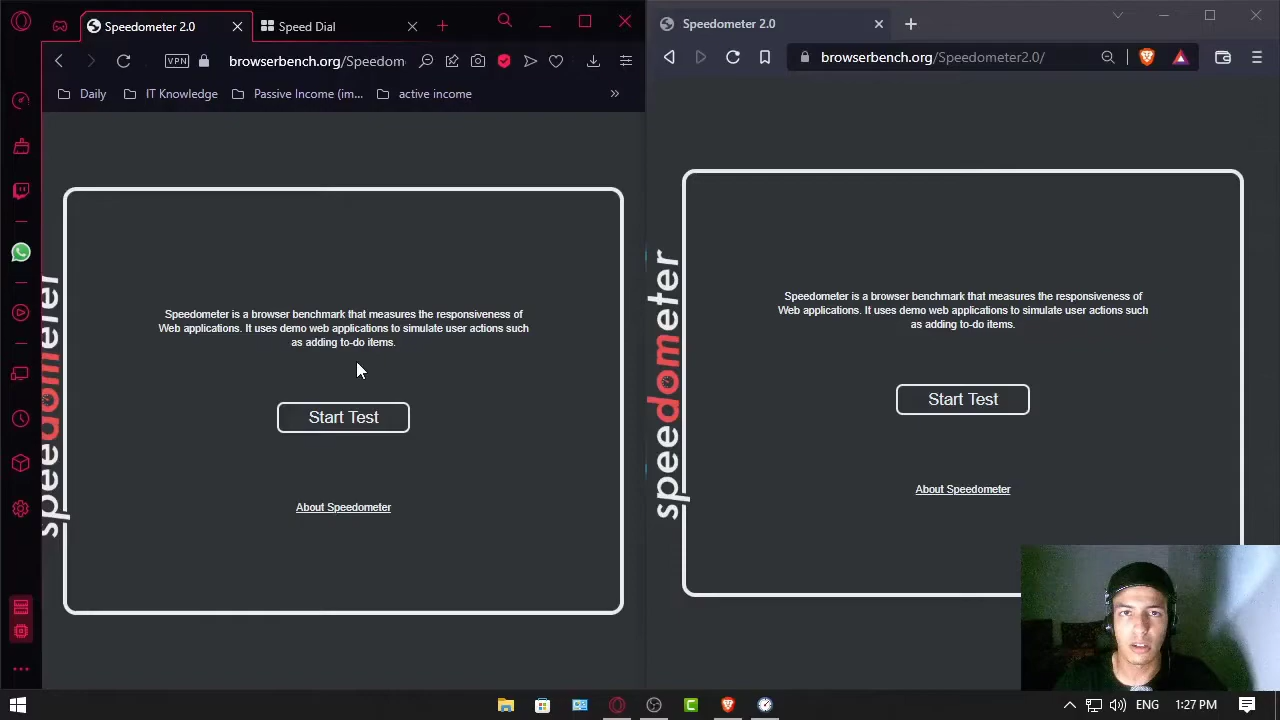 Speedometer 2.0
Speed Dial
VPN
browserbench.org/Speedom
Daily
IT Knowledge
Passive Income (im...
active income
speedometer
Speedometer is a browser benchmark that measures the responsiveness of
Web applications. It uses demo web applications to simulate user actions such
as adding to-do items.
Start Test
About Speedometer
Speedometer 2.0
browserbench.org/Speedometer2.0/
speedometer
Speedometer is a browser benchmark that measures the responsiveness of
Web applications. It uses demo web applications to simulate user actions such
as adding to-do items.
Start Test
About Speedometer
ENG
1:27 PM